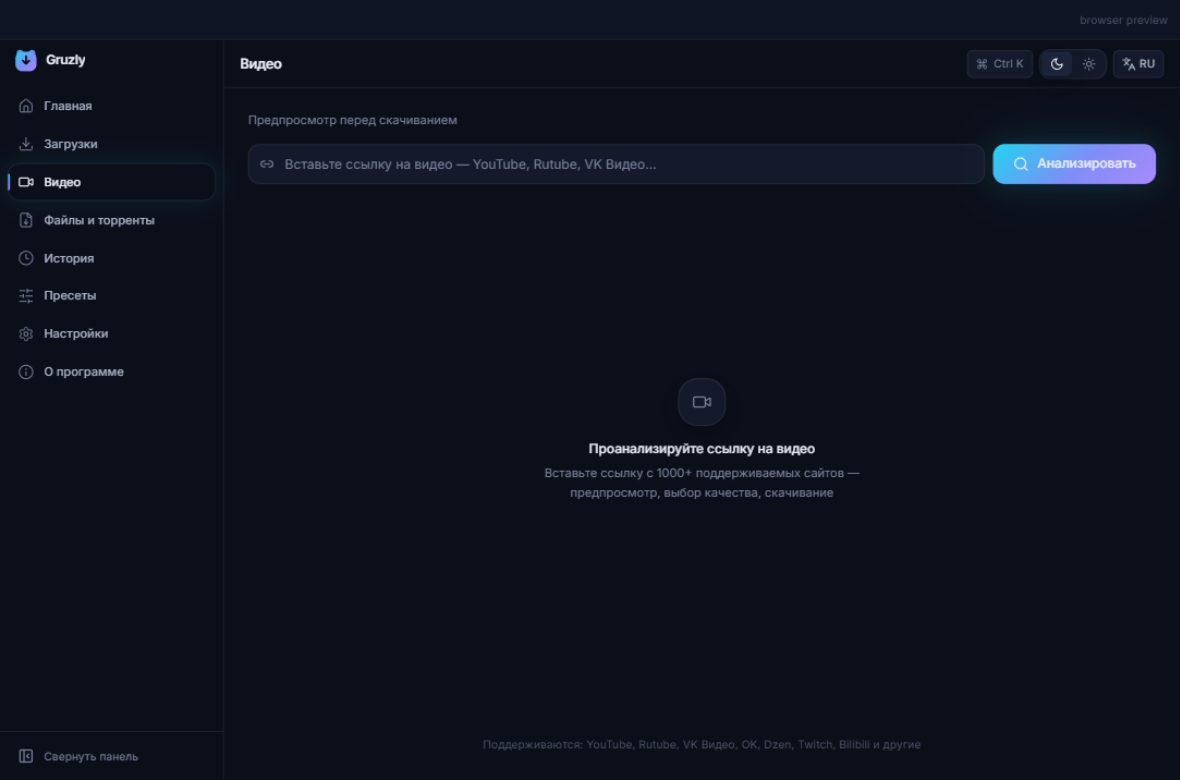 browser preview
Gruzly
Главная
Загрузки
Видео
Файлы и торренты
История
Пресеты
Настройки
О программе
Свернуть панель
Видео
⌘ Ctrl K
RU
Предпросмотр перед скачиванием
Вставьте ссылку на видео — YouTube, Rutube, VK Видео...
Анализировать
Проанализируйте ссылку на видео
Вставьте ссылку с 1000+ поддерживаемых сайтов —
предпросмотр, выбор качества, скачивание
Поддерживаются: YouTube, Rutube, VK Видео, OK, Dzen, Twitch, Bilibili и другие